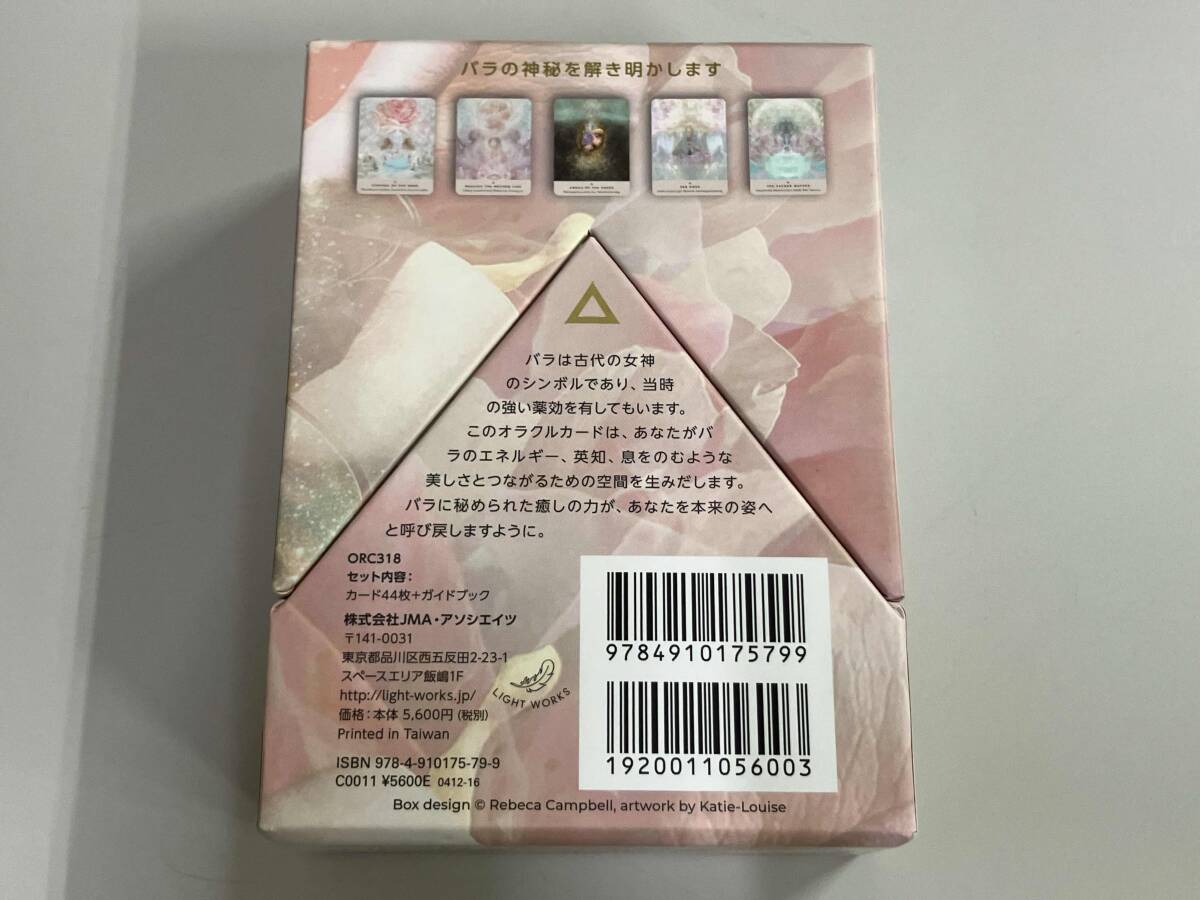 バラの神秘を解き明かします
バラは古代の女神
のシンボルであり、当時
の強い薬効を有してもいます。
このオラクルカードは、あなたがバ
ラのエネルギー、英知、息をのむような
美しさとつながるための空間を生みだします。
バラに秘められた癒しの力が、あなたを本来の姿へ
と呼び戻しますように。
ORC318
セット内容:
カード44枚+ガイドブック
株式会社JMA・アソシエイツ
〒141-0031
東京都品川区西五反田2-23-1
スペースエリア飯嶋1F
http://light-works.jp/
価格:本体 5,600円(税別)
Printed in Taiwan
LIGHT WORKS
ISBN 978-4-910175-79-9
C0011 ¥5600E 0412-16
9784910175799
1920011056003
Box design © Rebeca Campbell, artwork by Katie-Louise